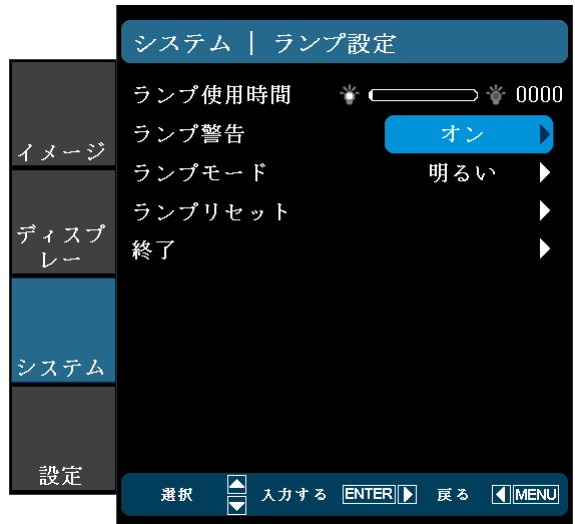 システム | ランプ設定
ランプ使用時間 0000
ランプ警告 オン
ランプモード 明るい
ランプリセット
終了
イメージ
ディスプ
レー
システム
設定
選択 入力する ENTER 戻る MENU